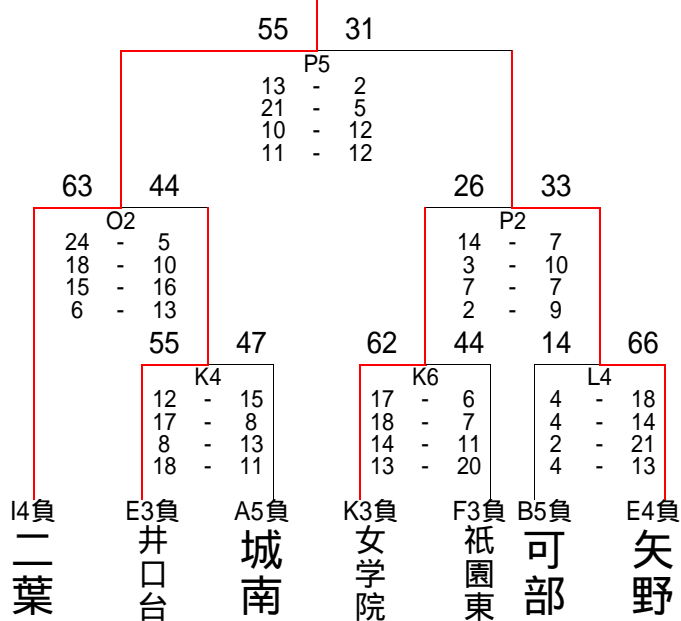 55 31
P5
13 - 2
21 - 5
10 - 12
11 - 12
63 44
O2
24 - 5
18 - 10
15 - 16
6 - 13
26 33
P2
14 - 7
3 - 10
7 - 7
2 - 9
55 47
K4
12 - 15
17 - 8
8 - 13
18 - 11
62 44
K6
17 - 6
18 - 7
14 - 11
13 - 20
14 66
L4
4 - 18
4 - 14
2 - 21
4 - 13
I4負
二葉
E3負
井口台
A5負
城南
K3負
女学院
F3負
祇園東
B5負
可部
E4負
矢野